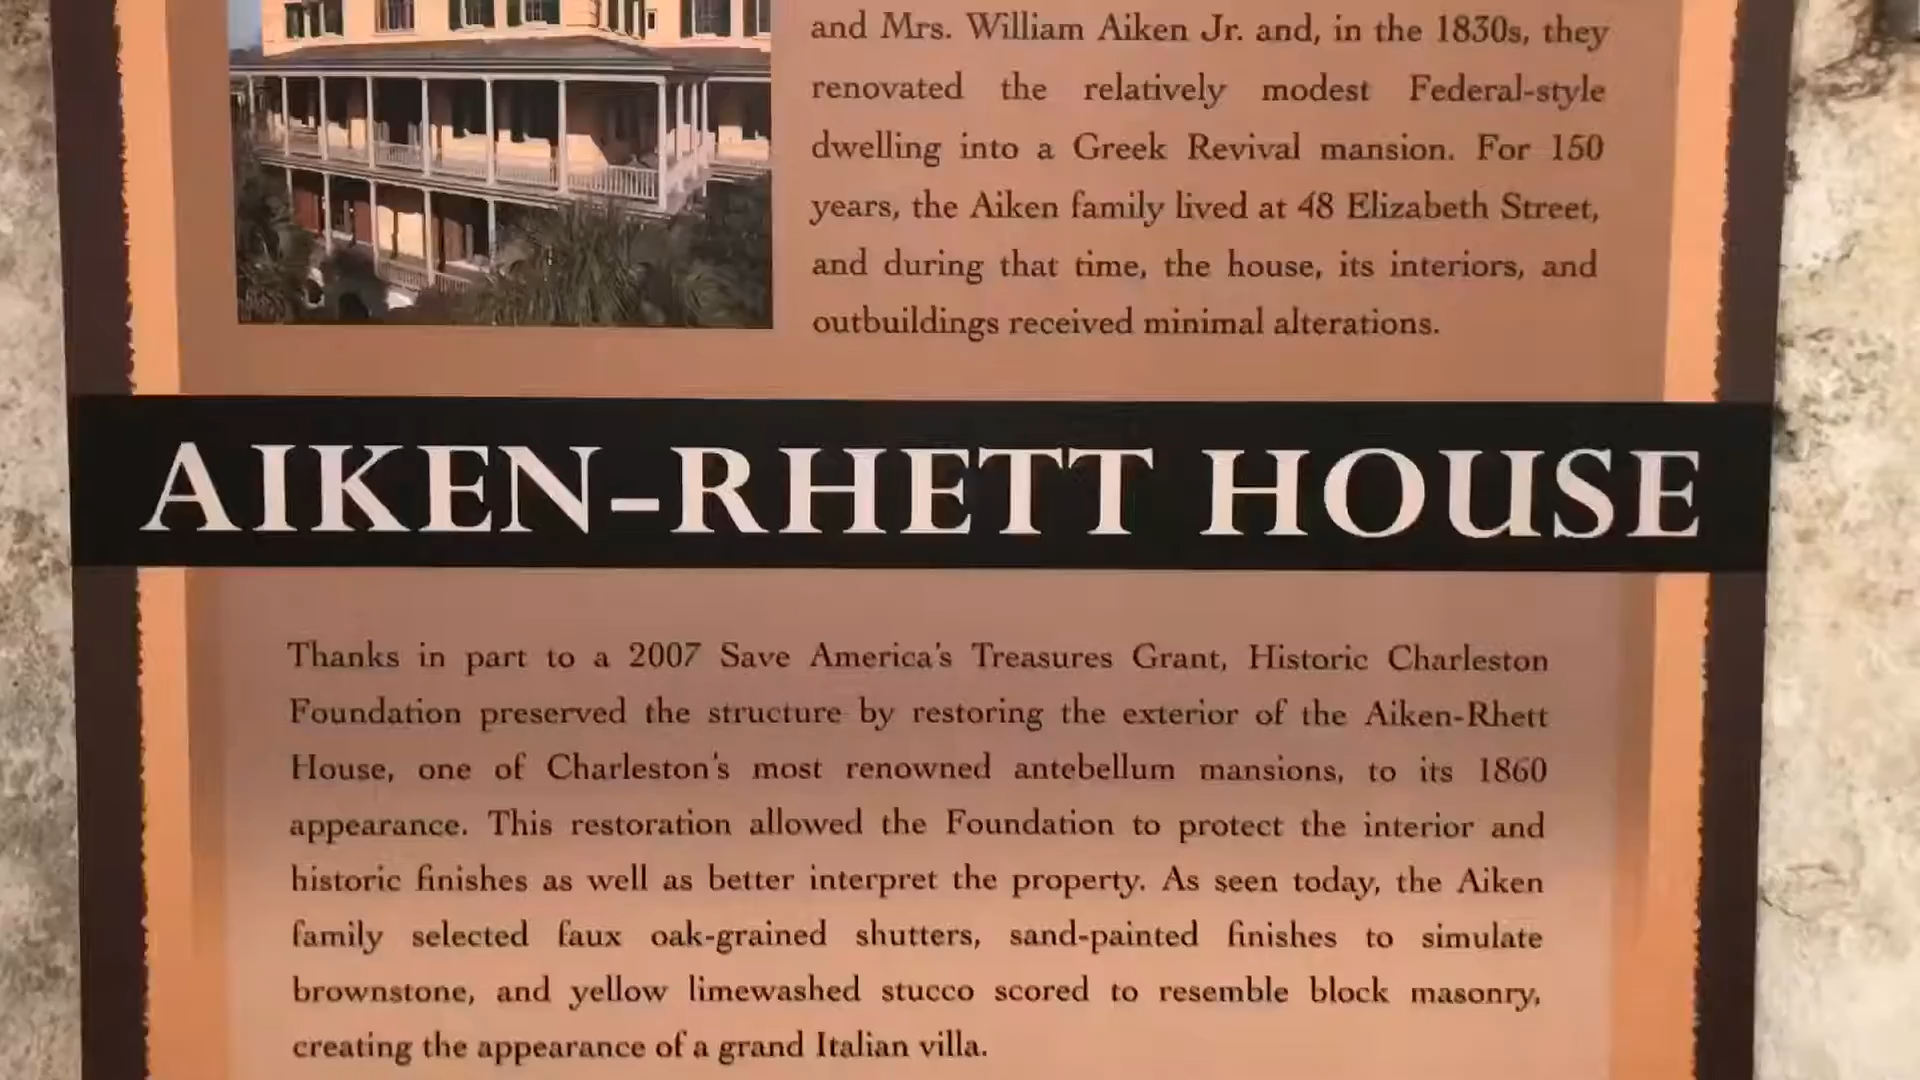 and Mrs. William Aiken Jr. and, in the 1830s, they
renovated the relatively modest Federal-style
dwelling into a Greek Revival mansion. For 150
years, the Aiken family lived at 48 Elizabeth Street,
and during that time, the house, its interiors, and
outbuildings received minimal alterations.
AIKEN-RHETT HOUSE
Thanks in part to a 2007 Save America's Treasures Grant, Historic Charleston
Foundation preserved the structure by restoring the exterior of the Aiken-Rhett
House, one of Charleston's most renowned antebellum mansions, to its 1860
appearance. This restoration allowed the Foundation to protect the interior and
historic finishes as well as better interpret the property. As seen today, the Aiken
family selected faux oak-grained shutters, sand-painted finishes to simulate
brownstone, and yellow limewashed stucco scored to resemble block masonry,
creating the appearance of a grand Italian villa.